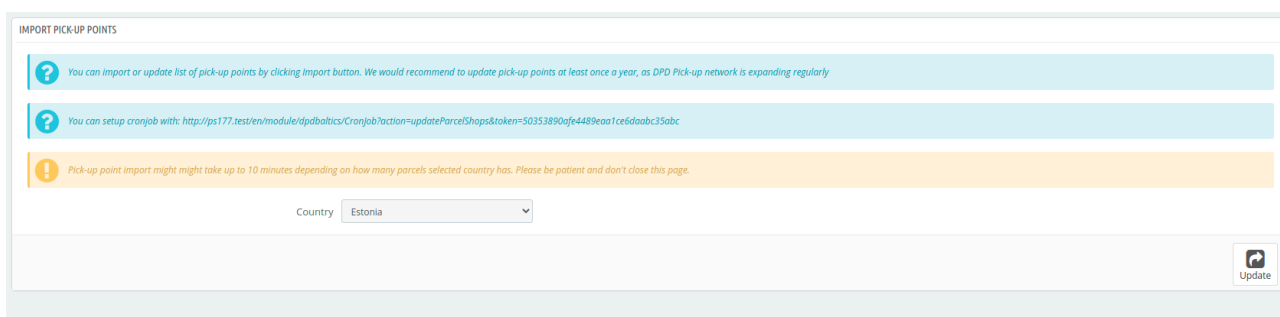 IMPORT PICK-UP POINTS
You can import or update list of pick-up points by clicking Import button. We would recommend to update pick-up points at least once a year, as DPD Pick-up network is expanding regularly
You can setup cronjob with: http://ps177.test/en/module/dpdbaltics/CronJob?action=updateParcelShops&token=50353890afe4489eaa1ce6daabc35abc
Pick-up point import might might take up to 10 minutes depending on how many parcels selected country has. Please be patient and don't close this page.
Country Estonia
Update